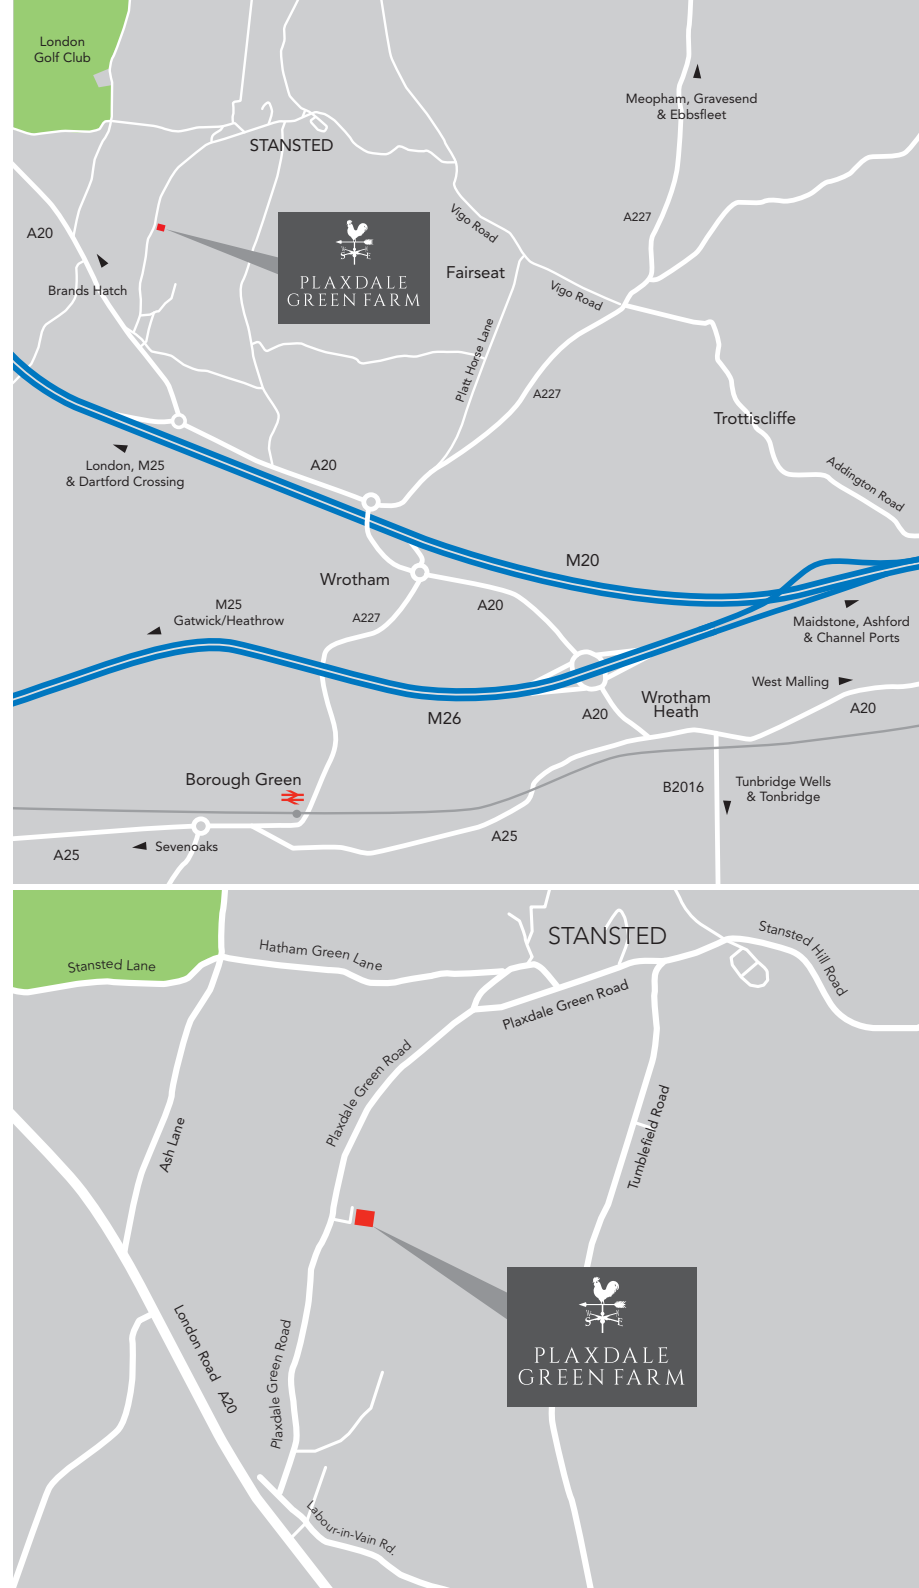 London
Golf Club
Meopham, Gravesend
& Ebbsfleet
STANSTED
A20
Vigo Road
A227
Brands Hatch
PLAXDALE
GREEN FARM
Fairseat
Vigo Road
Platt Horse Lane
A227
Trottiscliffe
London, M25
& Dartford Crossing
A20
Addington Road
M20
Wrotham
M25
Gatwick/Heathrow
A227
A20
Maidstone, Ashford
& Channel Ports
West Malling
Wrotham
Heath
A20
M26
A20
Borough Green
B2016
Tunbridge Wells
& Tonbridge
A25
A25
Sevenoaks
STANSTED
Stansted Hill Road
Hatham Green Lane
Stansted Lane
Plaxdale Green Road
Plaxdale Green Road
Ash Lane
Tumblefield Road
London Road A20
Plaxdale Green Road
W S E
PLAXDALE
GREEN FARM
Labour-in-Vain Rd.